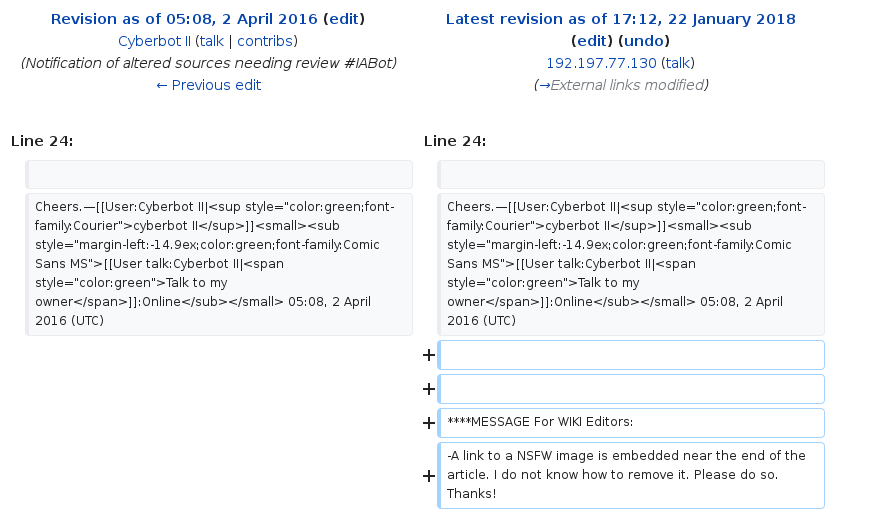 Revision as of 05:08, 2 April 2016 (edit)
Cyberbot II (talk | contribs)
(Notification of altered sources needing review #IABot)
← Previous edit
Latest revision as of 17:12, 22 January 2018
(edit) (undo)
192.197.77.130 (talk)
(→External links modified)
Line 24:
Line 24:
Cheers.—[[User:Cyberbot II|<sup style="color:green;font-
family:Courier">cyberbot II</sup>]]<small><sub
style="margin-left:-14.9ex;color:green;font-family:Comic
Sans MS">[[User talk:Cyberbot II|<span
style="color:green">Talk to my
owner</span>]]:Online</sub></small> 05:08, 2 April
2016 (UTC)
Cheers.—[[User:Cyberbot II|<sup style="color:green;font-
family:Courier">cyberbot II</sup>]]<small><sub
style="margin-left:-14.9ex;color:green;font-family:Comic
Sans MS">[[User talk:Cyberbot II|<span
style="color:green">Talk to my
owner</span>]]:Online</sub></small> 05:08, 2 April
2016 (UTC)
+
+
+ ****MESSAGE For WIKI Editors:
+ -A link to a NSFW image is embedded near the end of the
article. I do not know how to remove it. Please do so.
Thanks!